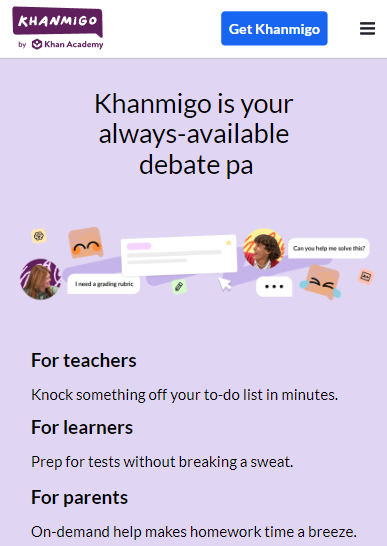 KHANMIGO
by Khan Academy
Get Khanmigo
Khanmigo is your
always-available
debate pa
Can you help me solve this?
I need a grading rubric
For teachers
Knock something off your to-do list in minutes.
For learners
Prep for tests without breaking a sweat.
For parents
On-demand help makes homework time a breeze.